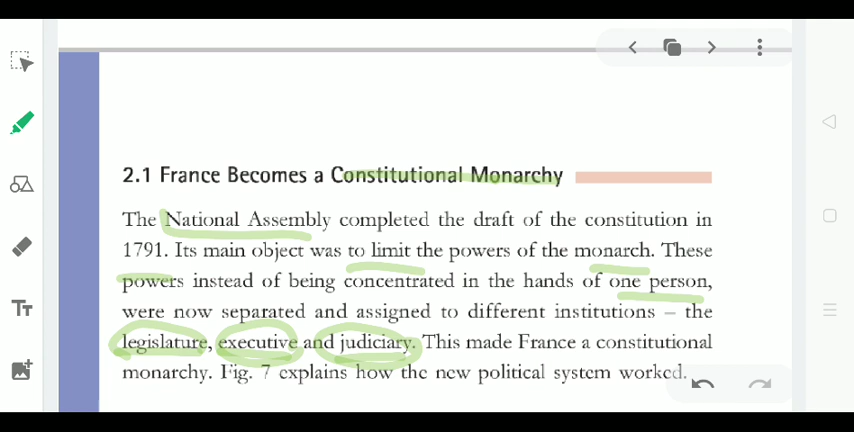 2.1 France Becomes a Constitutional Monarchy
The National Assembly completed the draft of the constitution in
1791. Its main object was to limit the powers of the monarch. These
powers instead of being concentrated in the hands of one person,
were now separated and assigned to different institutions – the
legislature, executive and judiciary. This made France a constitutional
monarchy. Fig. 7 explains how the new political system worked.
Tт